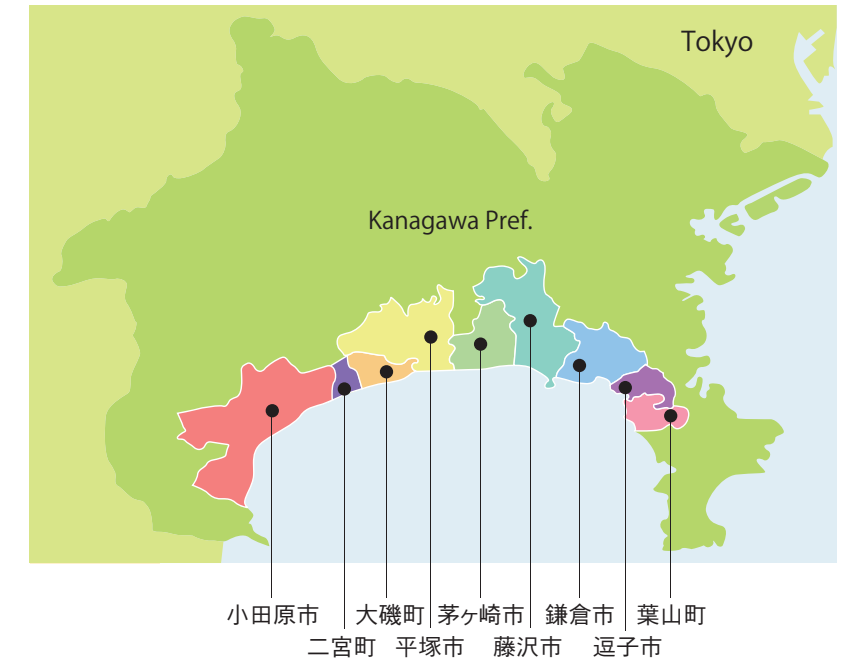 Tokyo
Kanagawa Pref.
小田原市
大磯町
茅ヶ崎市
鎌倉市
葉山町
二宮町
平塚市
藤沢市
逗子市